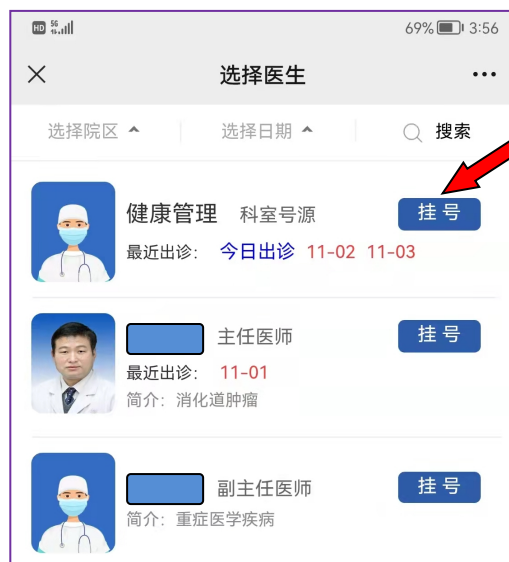 HD 5G 69% 3:56
选择医生
选择院区 选择日期 搜索
健康管理 科室号源 挂号
最近出诊： 今日出诊 11-02 11-03
主任医师 挂号
最近出诊： 11-01
简介：消化道肿瘤
副主任医师 挂号
简介：重症医学疾病